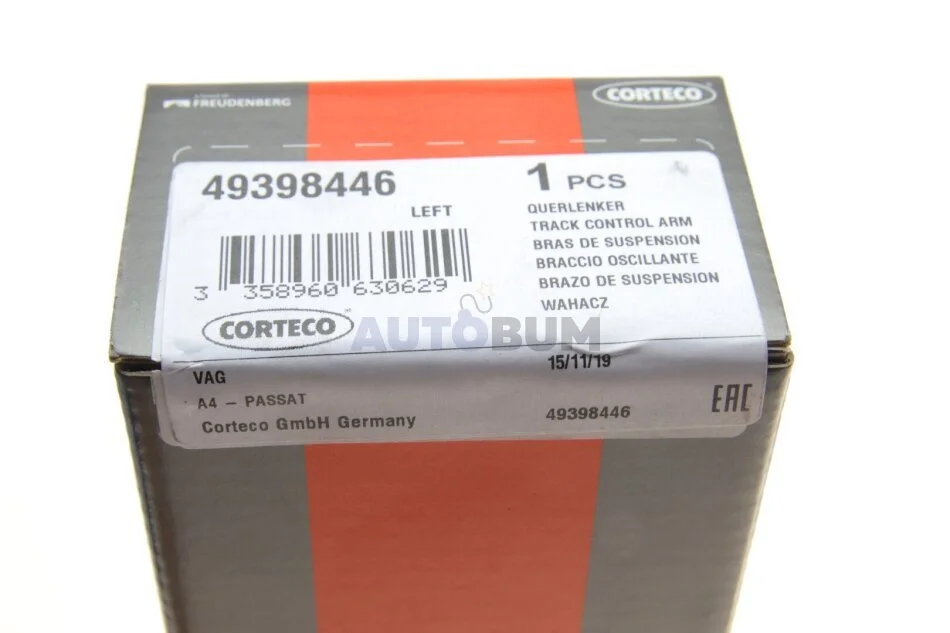 FREUDENBERG
CORTECO
49398446
1 PCS
LEFT
QUERLENKER
TRACK CONTROL ARM
BRAS DE SUSPENSION
BRACCIO OSCILLANTE
BRAZO DE SUSPENSION
WAHACZ
3 358960 630629
CORTECO
AUTOBUM
VAG
15/11/19
A4 – PASSAT
49398446
EAC
Corteco GmbH Germany